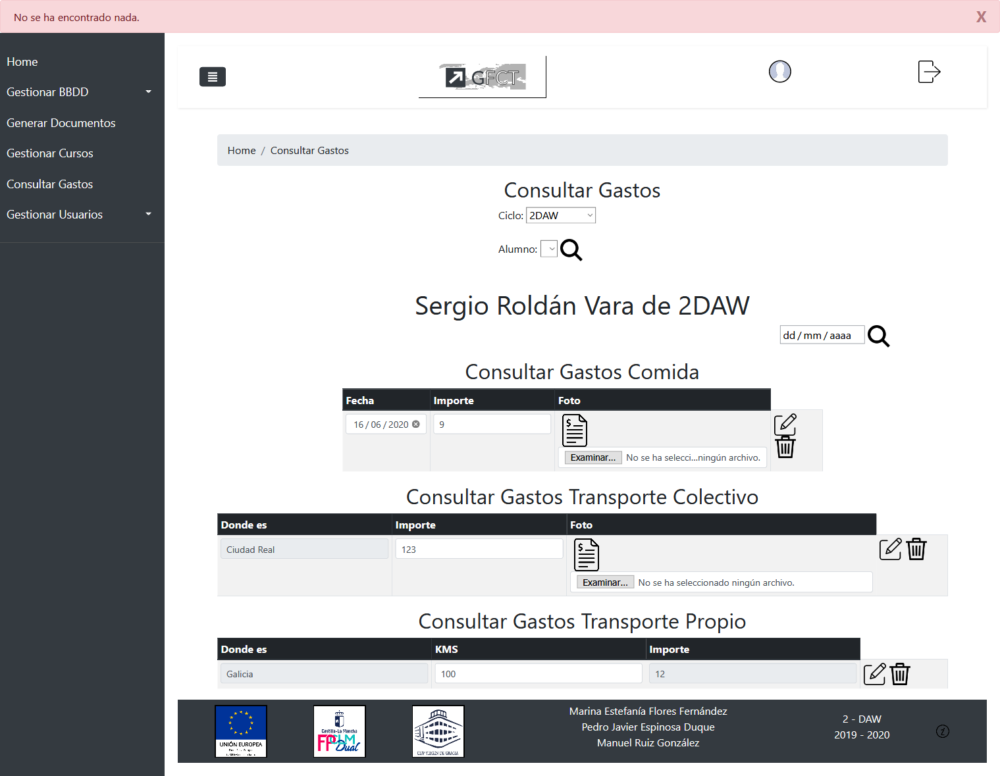 No se ha encontrado nada.
X
Home
Gestionar BBDD
Generar Documentos
Gestionar Cursos
Consultar Gastos
Gestionar Usuarios
GFCT
Home / Consultar Gastos
Consultar Gastos
Ciclo: 2DAW
Alumno:
Sergio Roldán Vara de 2DAW
dd / mm / aaaa
Consultar Gastos Comida
Fecha Importe Foto
16 / 06 / 2020 9
Examinar... No se ha selecci...ningún archivo.
Consultar Gastos Transporte Colectivo
Donde es Importe Foto
Ciudad Real 123
Examinar... No se ha seleccionado ningún archivo.
Consultar Gastos Transporte Propio
Donde es KMS Importe
Galicia 100 12
UNIÓN EUROPEA
Castilla-La Mancha
FPCLM
Dual
CIFP VIRGEN DE GRACIA
Marina Estefanía Flores Fernández
Pedro Javier Espinosa Duque
Manuel Ruiz González
2 - DAW
2019 - 2020